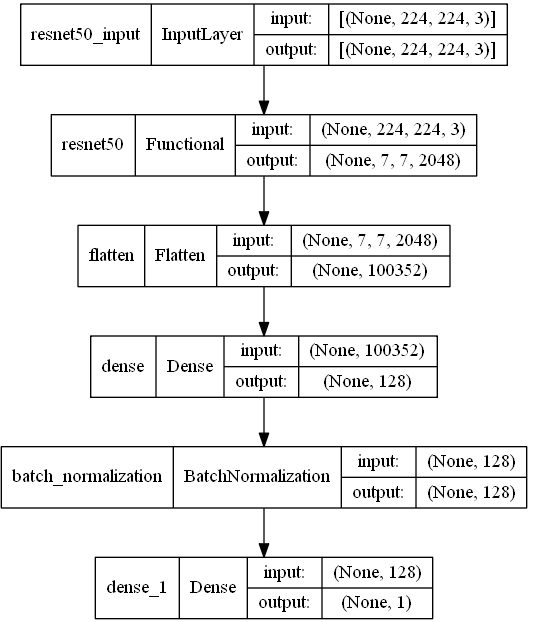 resnet50_input InputLayer input: [(None, 224, 224, 3)]
output: [(None, 224, 224, 3)]
resnet50 Functional input: (None, 224, 224, 3)
output: (None, 7, 7, 2048)
flatten Flatten input: (None, 7, 7, 2048)
output: (None, 100352)
dense Dense input: (None, 100352)
output: (None, 128)
batch_normalization BatchNormalization input: (None, 128)
output: (None, 128)
dense_1 Dense input: (None, 128)
output: (None, 1)